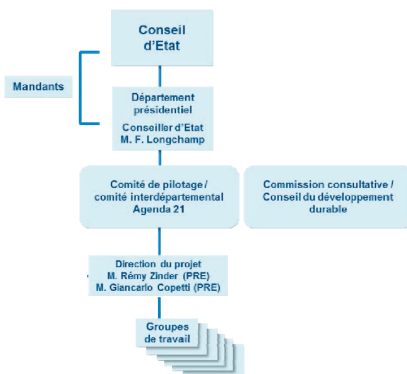 Conseil
d'Etat
Mandants
Département
présidentiel
Conseiller d'Etat
M. F. Longchamp
Comité de pilotage /
comité interdépartemental
Agenda 21
Commission consultative /
Conseil du développement
durable
Direction du projet
M. Rémy Zinder (PRE)
M. Giancarlo Copetti (PRE)
Groupes
de travail